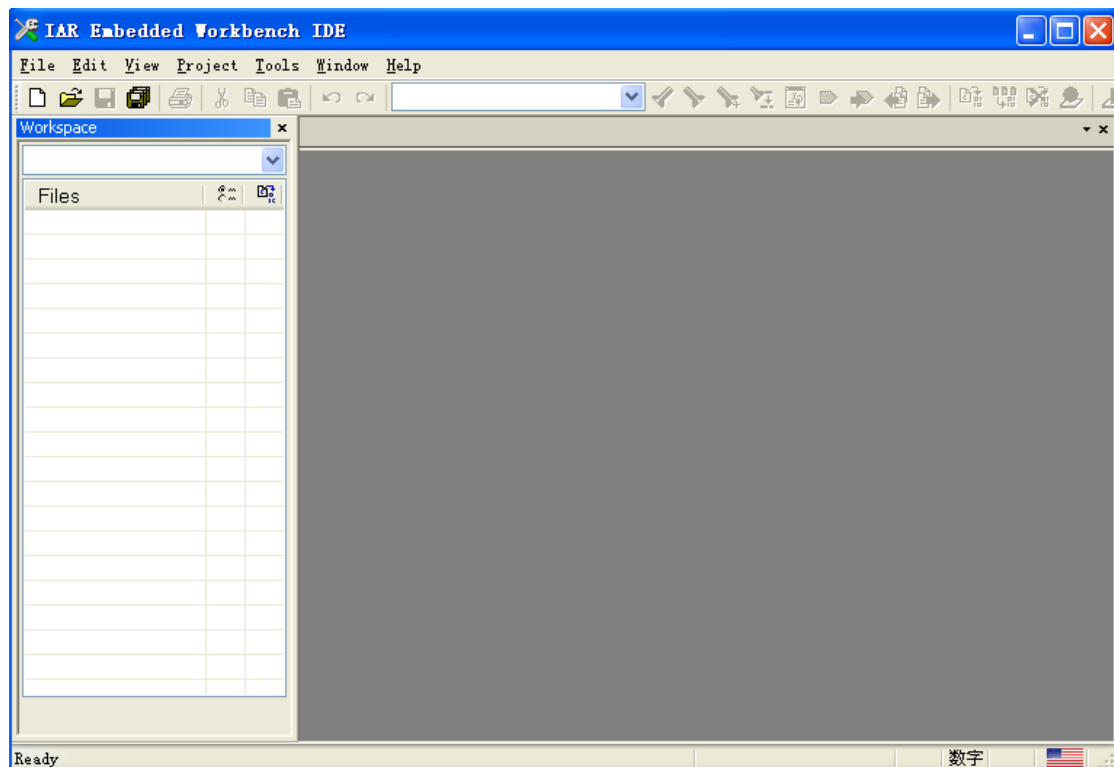 IAR Embedded Workbench IDE
File Edit View Project Tools Window Help
Workspace
Files
Ready 数字